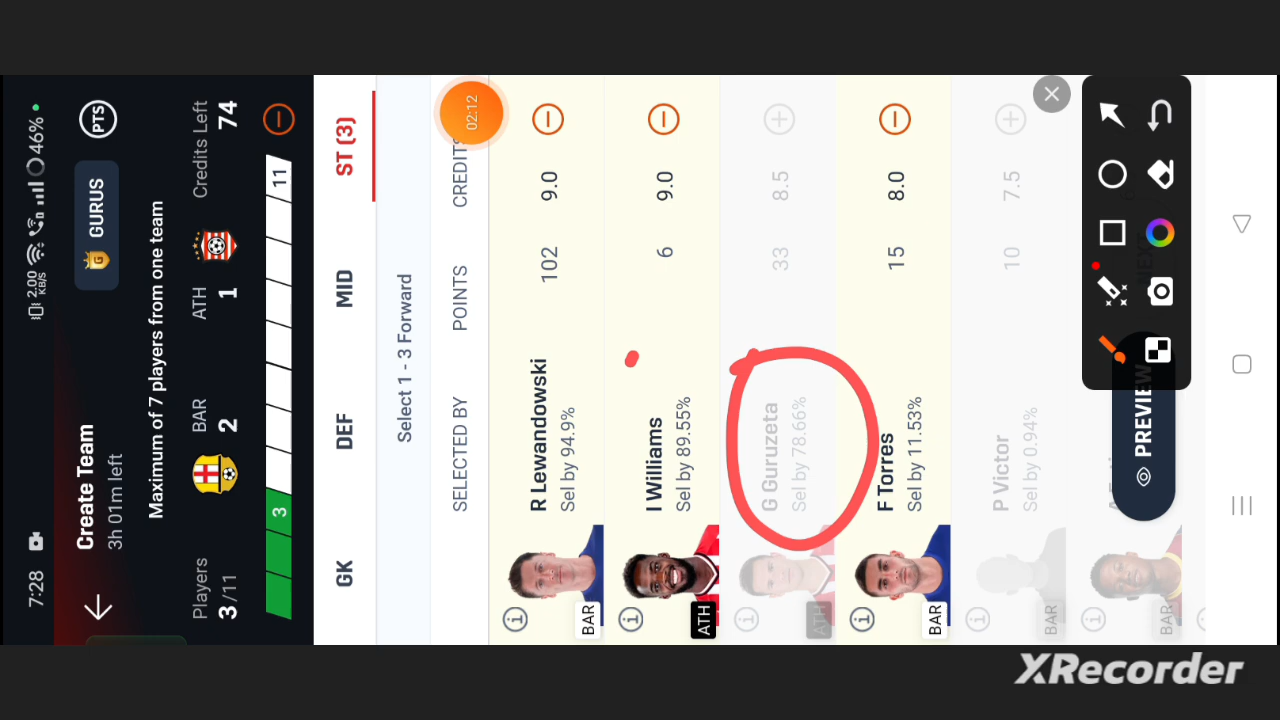 7:28
2.00 KB/S
46%
Create Team
3h 01m left
G GURUS
PTS
Maximum of 7 players from one team
Players
3/11
BAR
2
ATH
1
Credits Left
74
3
11
GK
DEF
MID
ST (3)
Select 1 - 3 Forward
SELECTED BY
POINTS
CREDITS
02:12
R Lewandowski
Sel by 94.9%
102
9.0
BAR
I Williams
Sel by 89.55%
6
9.0
ATH
G Guruzeta
Sel by 78.66%
33
8.5
ATH
F Torres
Sel by 11.53%
15
8.0
BAR
P Victor
Sel by 0.94%
10
7.5
BAR
BAR
PREVIEW
NEXT
XRecorder